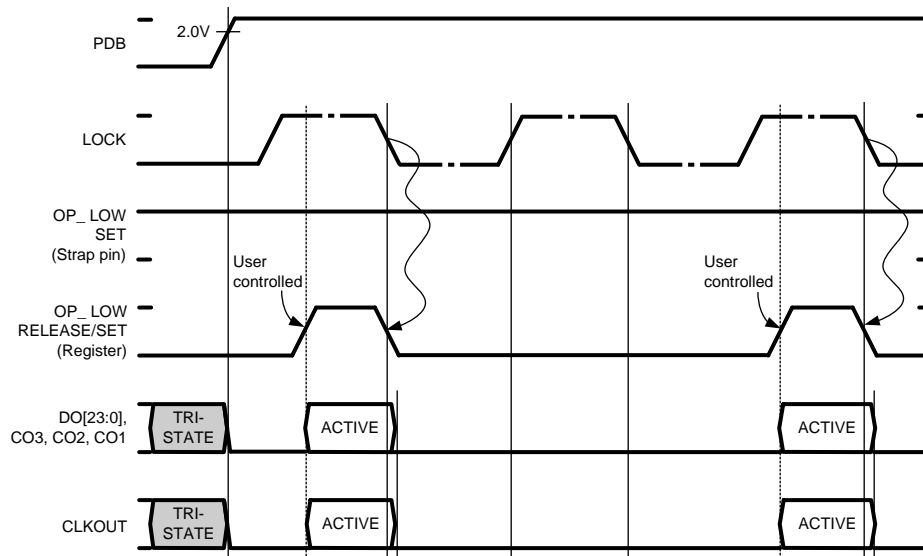 2.0V
PDB
LOCK
OP_ LOW
SET
(Strap pin)
User
controlled
User
controlled
OP_ LOW
RELEASE/SET
(Register)
DO[23:0],
CO3, CO2, CO1
TRI-
STATE
ACTIVE
ACTIVE
CLKOUT
TRI-
STATE
ACTIVE
ACTIVE